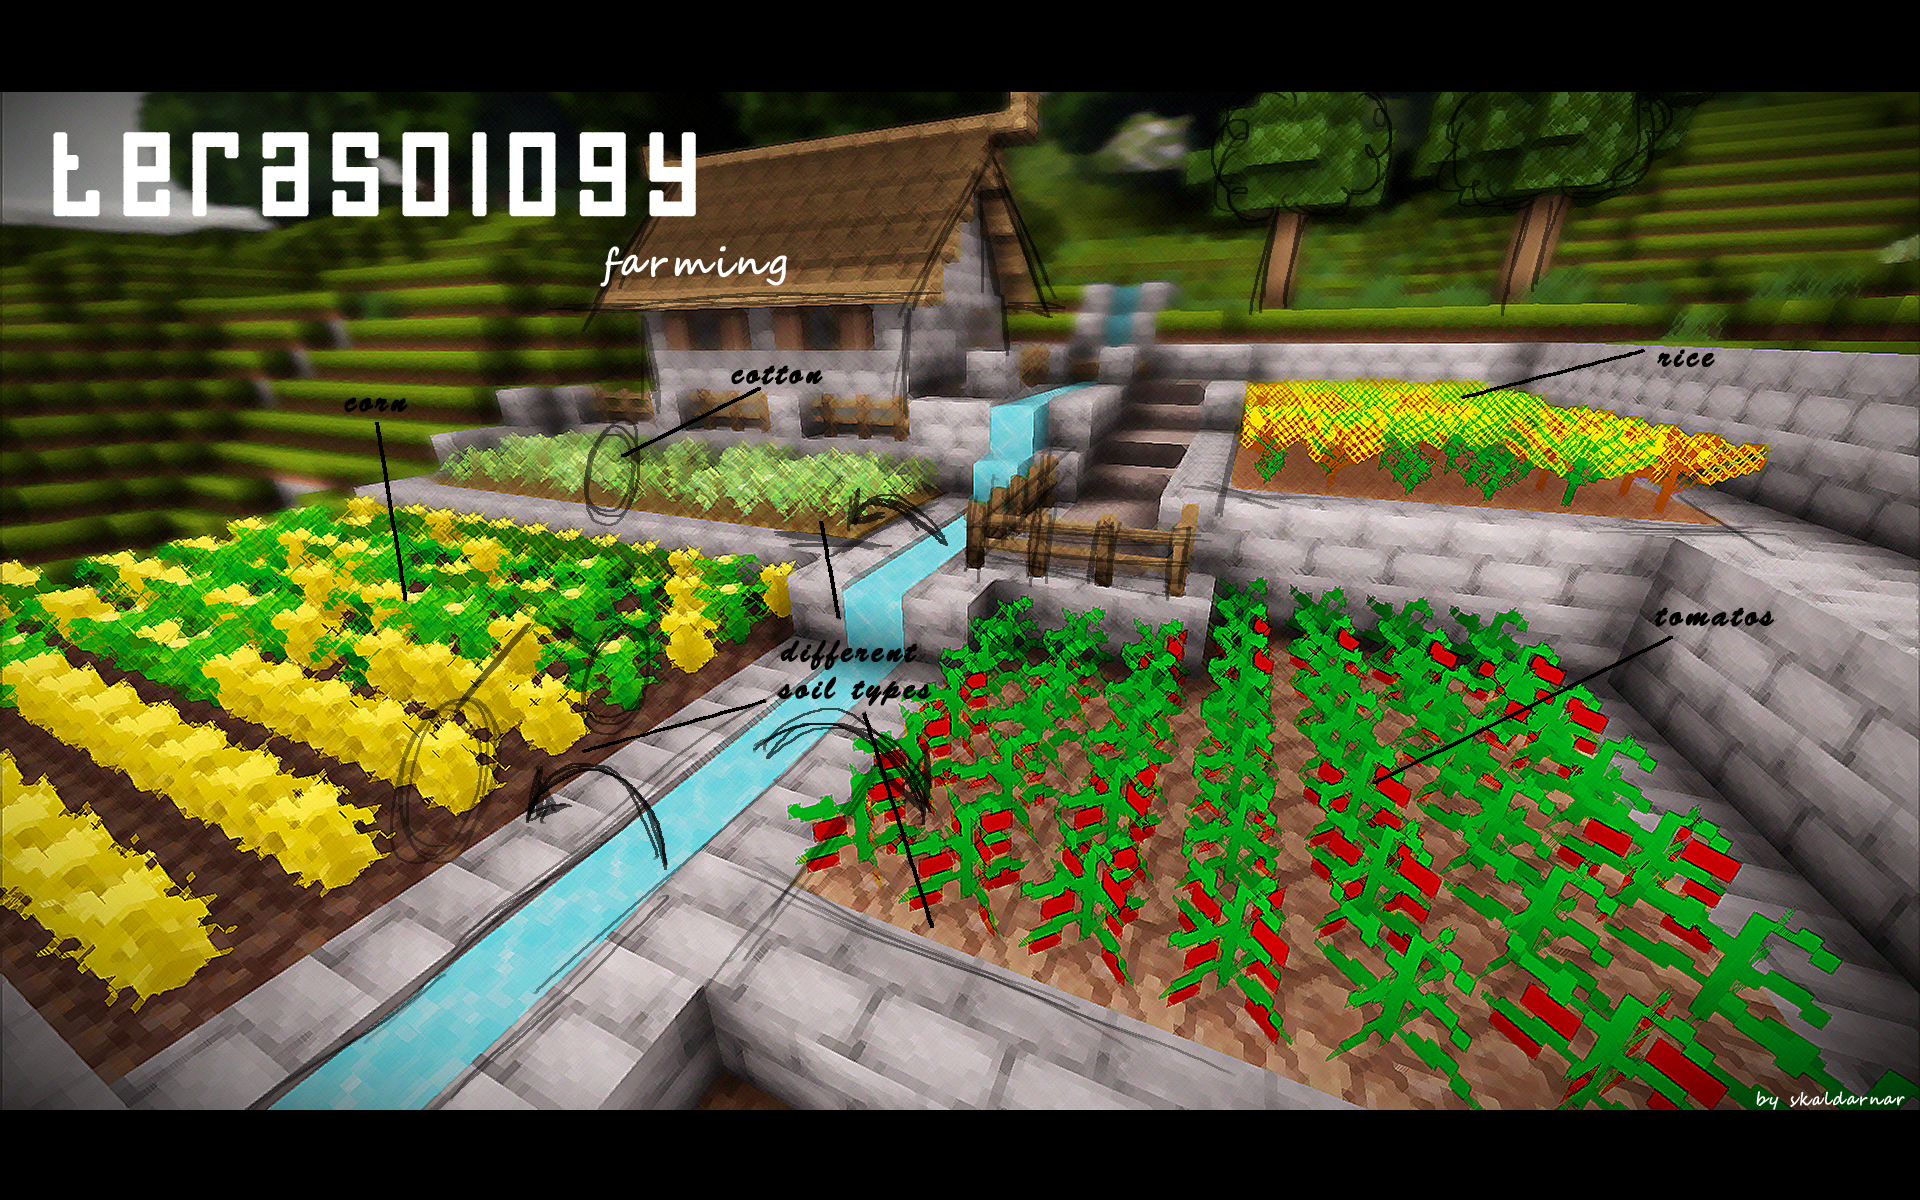 terasology
farming
cotton
rice
corn
tomatos
different
soil types
by skaldarnar